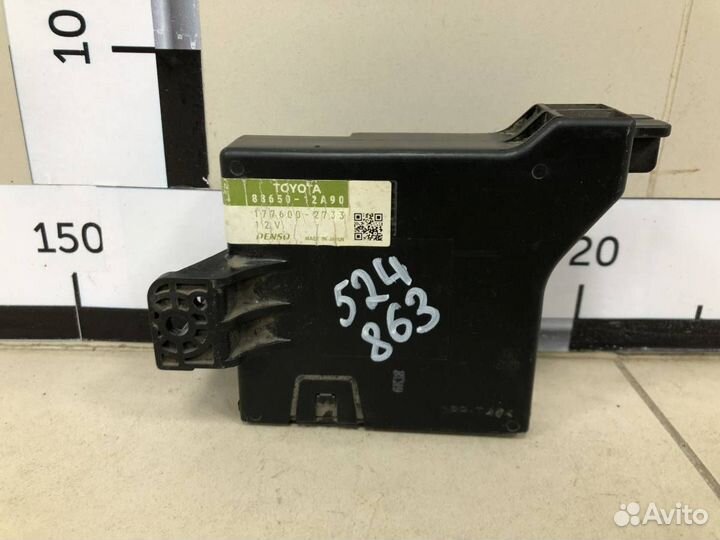 10
150
20
TOYOTA
88650-12A90
177600-2733
12V
DENSO MADE IN JAPAN
524
863
Avito